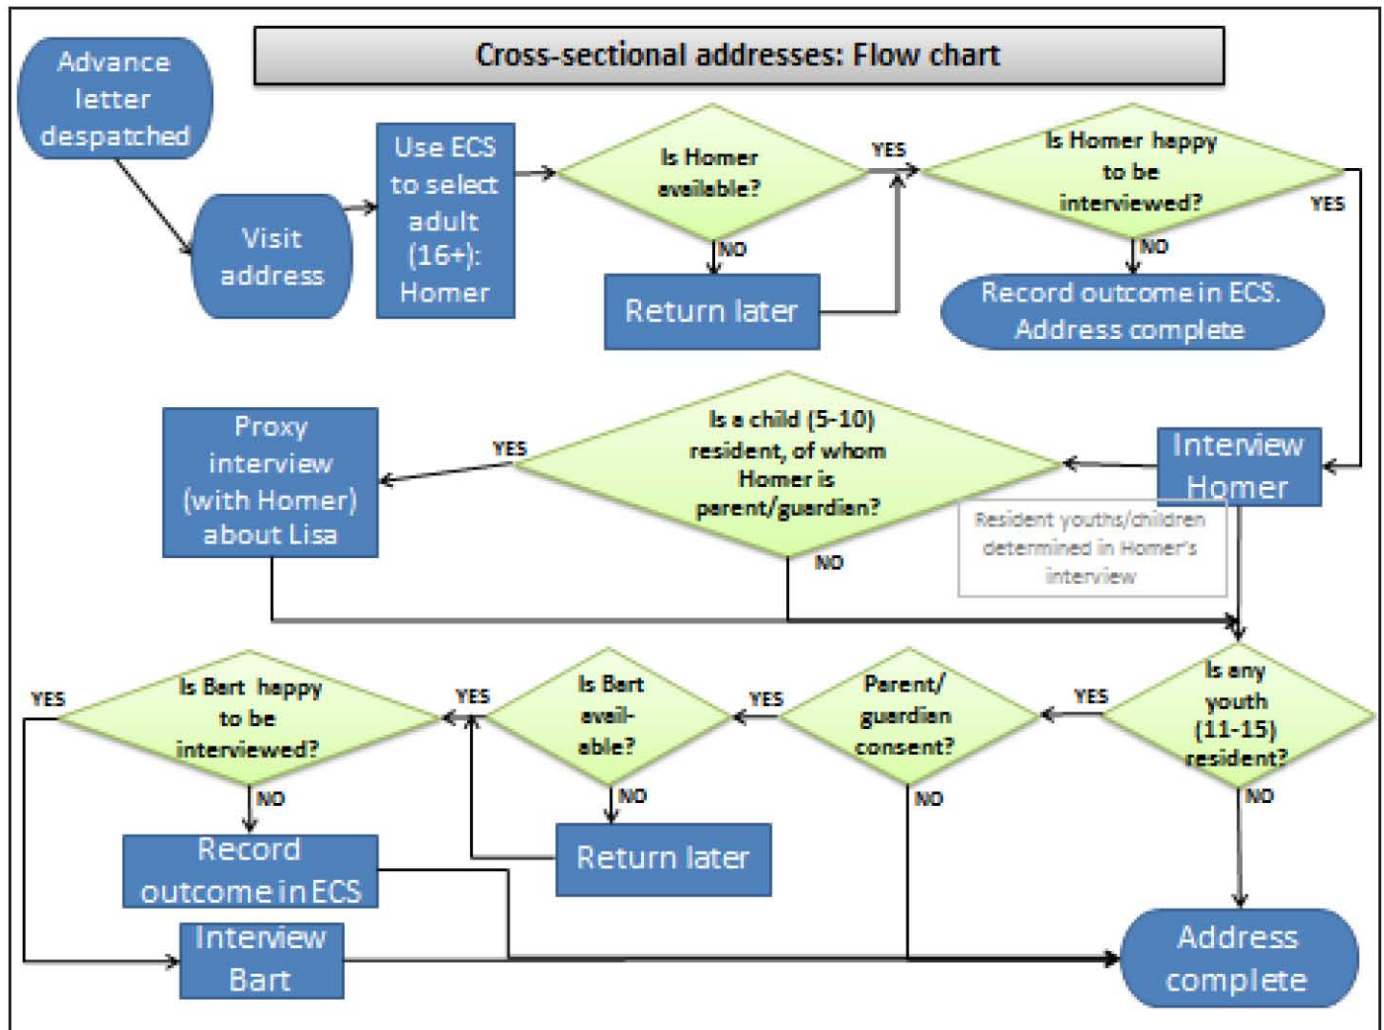 Cross-sectional addresses: Flow chart
Advance
letter
despatched
Visit
address
Use ECS
to select
adult
(16+):
Homer
Is Homer
available?
YES
NO
Return later
Is Homer happy
to be
interviewed?
YES
NO
Record outcome in ECS.
Address complete
Interview
Homer
Resident youths/children
determined in Homer's
interview
Is a child (5-10)
resident, of whom
Homer is
parent/guardian?
YES
NO
Proxy
interview
(with Homer)
about Lisa
Is any
youth
(11-15)
resident?
YES
NO
Parent/
guardian
consent?
YES
NO
Is Bart
avail-
able?
YES
NO
Return later
Is Bart happy
to be
interviewed?
YES
NO
Record
outcome in ECS
Interview
Bart
Address
complete